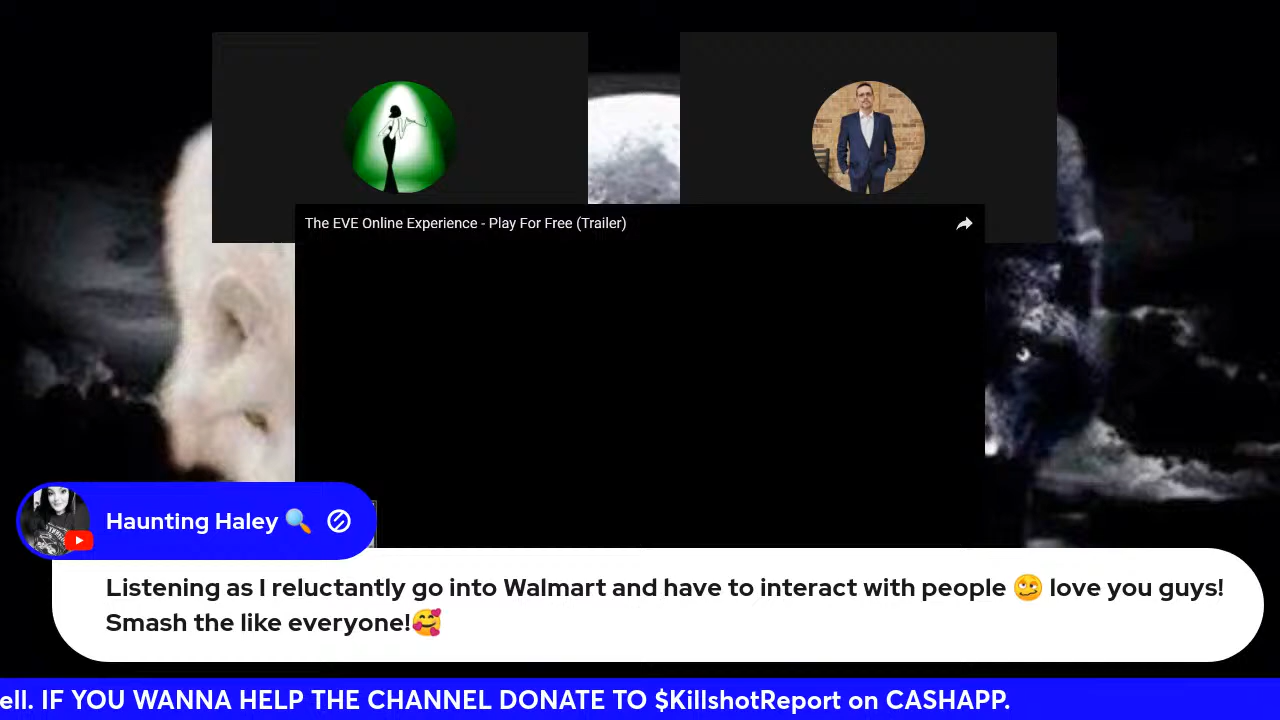 The EVE Online Experience - Play For Free (Trailer)
Haunting Haley 🔍
Listening as I reluctantly go into Walmart and have to interact with people 🥴 love you guys!
Smash the like everyone!🥰
ell. IF YOU WANNA HELP THE CHANNEL DONATE TO $KillshotReport on CASHAPP.